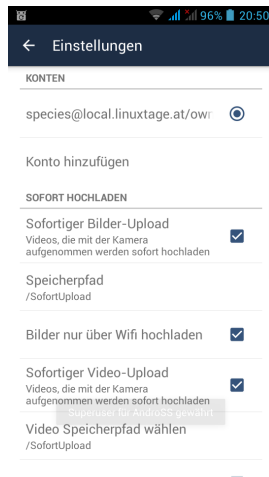 96% 20:50
Einstellungen
KONTEN
species@local.linuxtage.at/owr
Konto hinzufügen
SOFORT HOCHLADEN
Sofortiger Bilder-Upload
Videos, die mit der Kamera
aufgenommen werden sofort hochladen
Speicherpfad
/SofortUpload
Bilder nur über Wifi hochladen
Sofortiger Video-Upload
Videos, die mit der Kamera
aufgenommen werden sofort hochladen
Superuser für AndroSS gewährt
Video Speicherpfad wählen
/SofortUpload